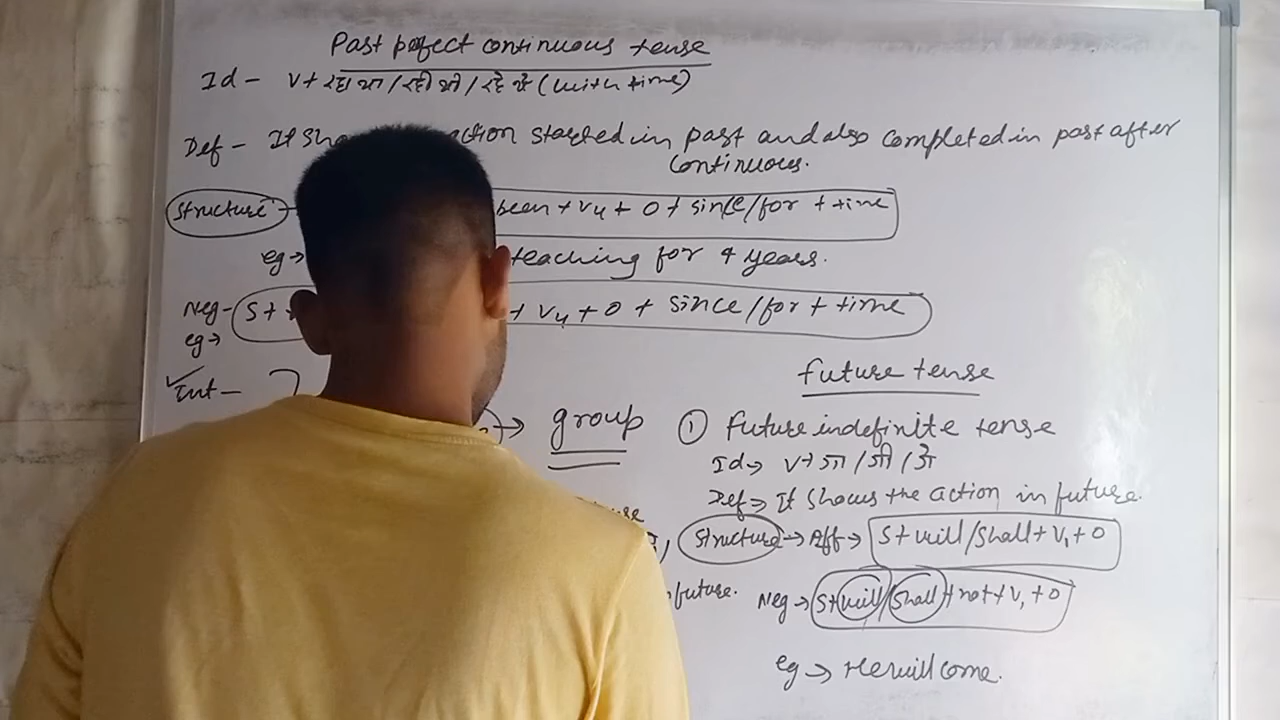 Past perfect continuous tense
Id - V+ रहा था / रही थी / रहे थे (with time)
Def - It action started in past and also completed in past after
continuous.
Structure been + V4 + O + since/for + time
eg → teaching for 4 years.
Neg - S + + V4 + O + since/for + time
eg →
Int -
→ group
future.
Future tense
① Future indefinite tense
Id → V+ गा / गी / गे
Def → It shows the action in future.
Structure → Aff → S + will/shall + V1 + O
Neg → S + will/shall + not + V1 + O
eg → He will come.